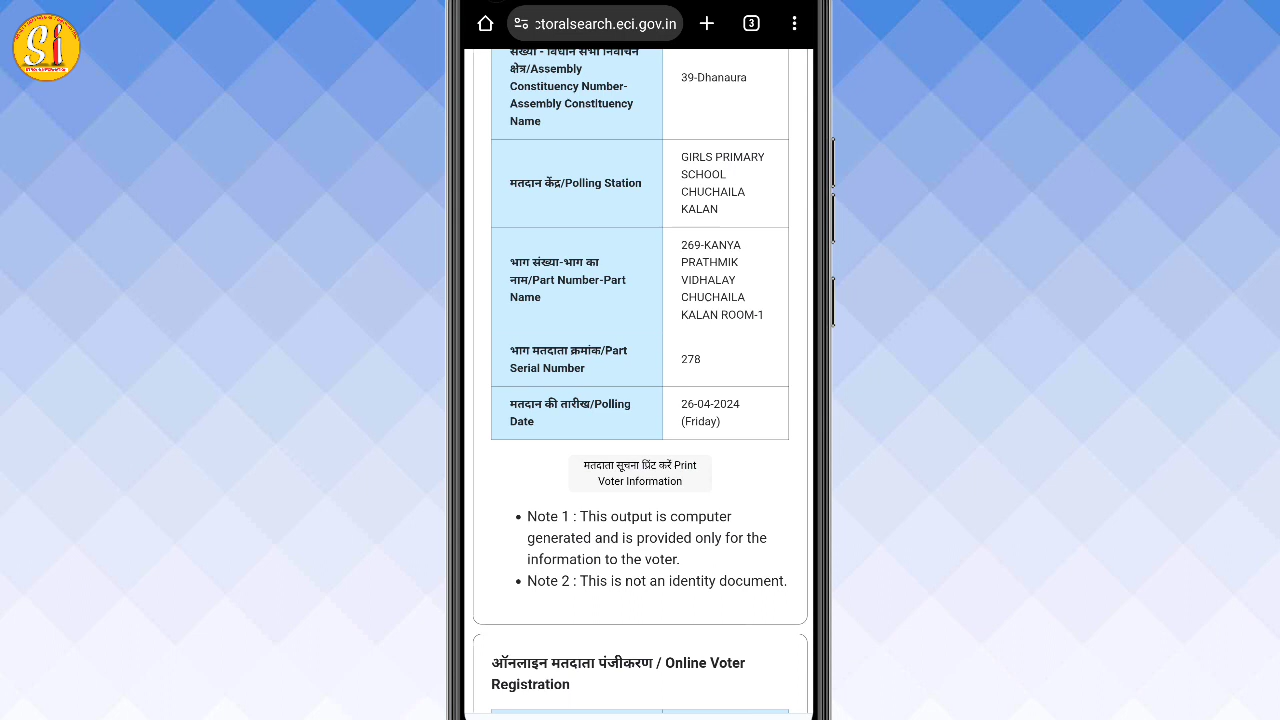 Si
ctoralsearch.eci.gov.in
3
संख्या - विधान सभा निर्वाचन
क्षेत्र/Assembly
Constituency Number-
Assembly Constituency
Name
39-Dhanaura
मतदान केंद्र/Polling Station
GIRLS PRIMARY
SCHOOL
CHUCHAILA
KALAN
भाग संख्या-भाग का
नाम/Part Number-Part
Name
269-KANYA
PRATHMIK
VIDHALAY
CHUCHAILA
KALAN ROOM-1
भाग मतदाता क्रमांक/Part
Serial Number
278
मतदान की तारीख/Polling
Date
26-04-2024
(Friday)
मतदाता सूचना प्रिंट करें Print
Voter Information
• Note 1 : This output is computer
generated and is provided only for the
information to the voter.
• Note 2 : This is not an identity document.
ऑनलाइन मतदाता पंजीकरण / Online Voter
Registration